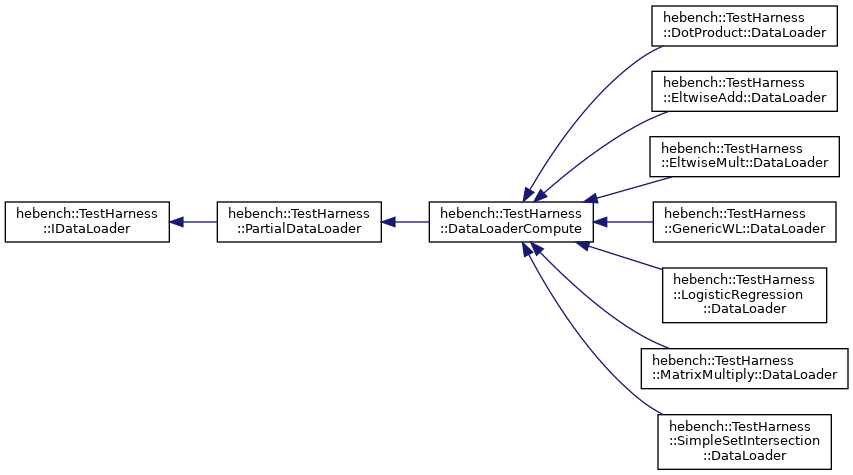 hebench::TestHarness
::IDataLoader
hebench::TestHarness
::PartialDataLoader
hebench::TestHarness
::DataLoaderCompute
hebench::TestHarness
::DotProduct::DataLoader
hebench::TestHarness
::EltwiseAdd::DataLoader
hebench::TestHarness
::EltwiseMult::DataLoader
hebench::TestHarness
::GenericWL::DataLoader
hebench::TestHarness
::LogisticRegression
::DataLoader
hebench::TestHarness
::MatrixMultiply::DataLoader
hebench::TestHarness
::SimpleSetIntersection
::DataLoader